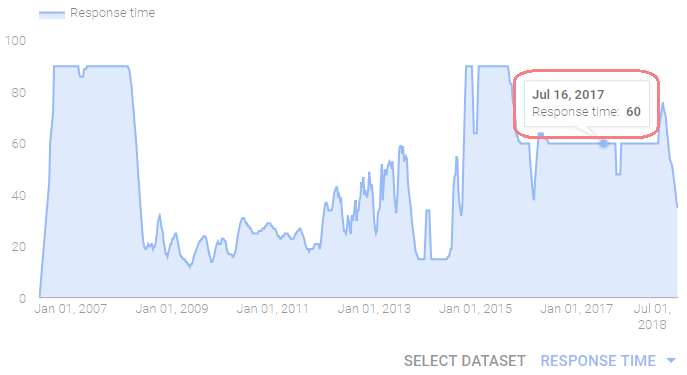 Response time
100
80
60
40
20
0
Jul 16, 2017
Response time: 60
Jan 01, 2007
Jan 01, 2009
Jan 01, 2011
Jan 01, 2013
Jan 01, 2015
Jan 01, 2017
Jul 01,
2018
SELECT DATASET RESPONSE TIME